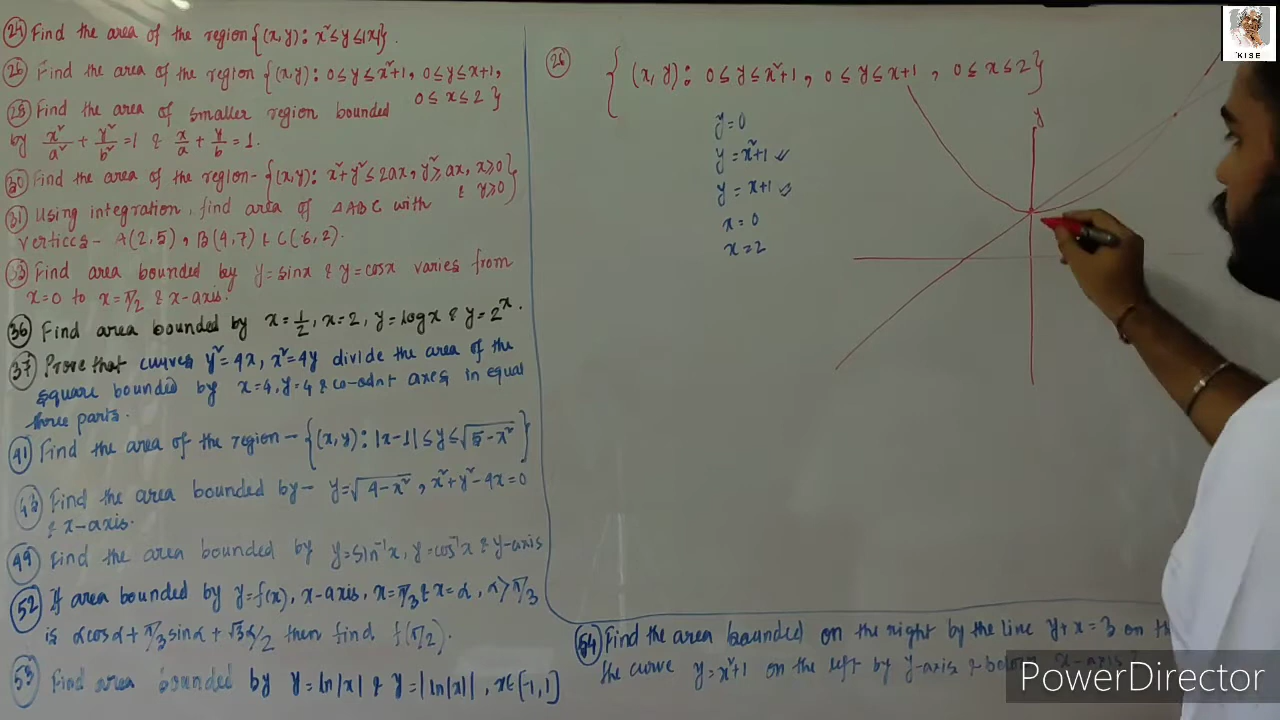 24 Find the area of the region {(x, y): x² ≤ y ≤ |x|}.
26 Find the area of the region {(x, y): 0 ≤ y ≤ x²+1, 0 ≤ y ≤ x+1,
0 ≤ x ≤ 2}
28 Find the area of smaller region bounded
by x²/a² + y²/b² = 1 & x/a + y/b = 1.
30 Find the area of the region- {(x, y): x²+y² ≤ 2ax, y² ≥ ax, x ≥ 0
& y ≥ 0}
31 Using integration, find area of △ABC with
vertices - A(2,5), B(4,7) & C(6,2).
33 Find area bounded by y=sinx & y=cosx varies from
x=0 to x=π/2 & x-axis.
36 Find area bounded by x=1/2, x=2, y=logx & y=2ˣ.
37 Prove that curves y²=4x, x²=4y divide the area of the
square bounded by x=4, y=4 & co-odnt axes in equal
three parts.
41 Find the area of the region - {(x, y): |x-1| ≤ y ≤ √5-x²}
Find the area bounded by- y=√4-x², x²+y²-4x=0
& x-axis.
49 Find the area bounded by y=sin⁻¹x, y=cos⁻¹x & y-axis
52 If area bounded by y=f(x), x-axis, x=π/3 & x=α, α>π/3
is αcosα + π/3 sinα + √3α/2 then find f(π/2).
53 Find area bounded by y=ln|x| & y=|ln|x||, x∈[-1,1]
26 {(x, y): 0 ≤ y ≤ x²+1, 0 ≤ y ≤ x+1, 0 ≤ x ≤ 2}
y=0
y=x²+1 ✓
y=x+1 ✓
x=0
x=2
y
54 Find the area bounded on the right by the line y+x=3 on
the curve y=x²+1 on the left by y-axis & below x-axis
KISE
PowerDirector